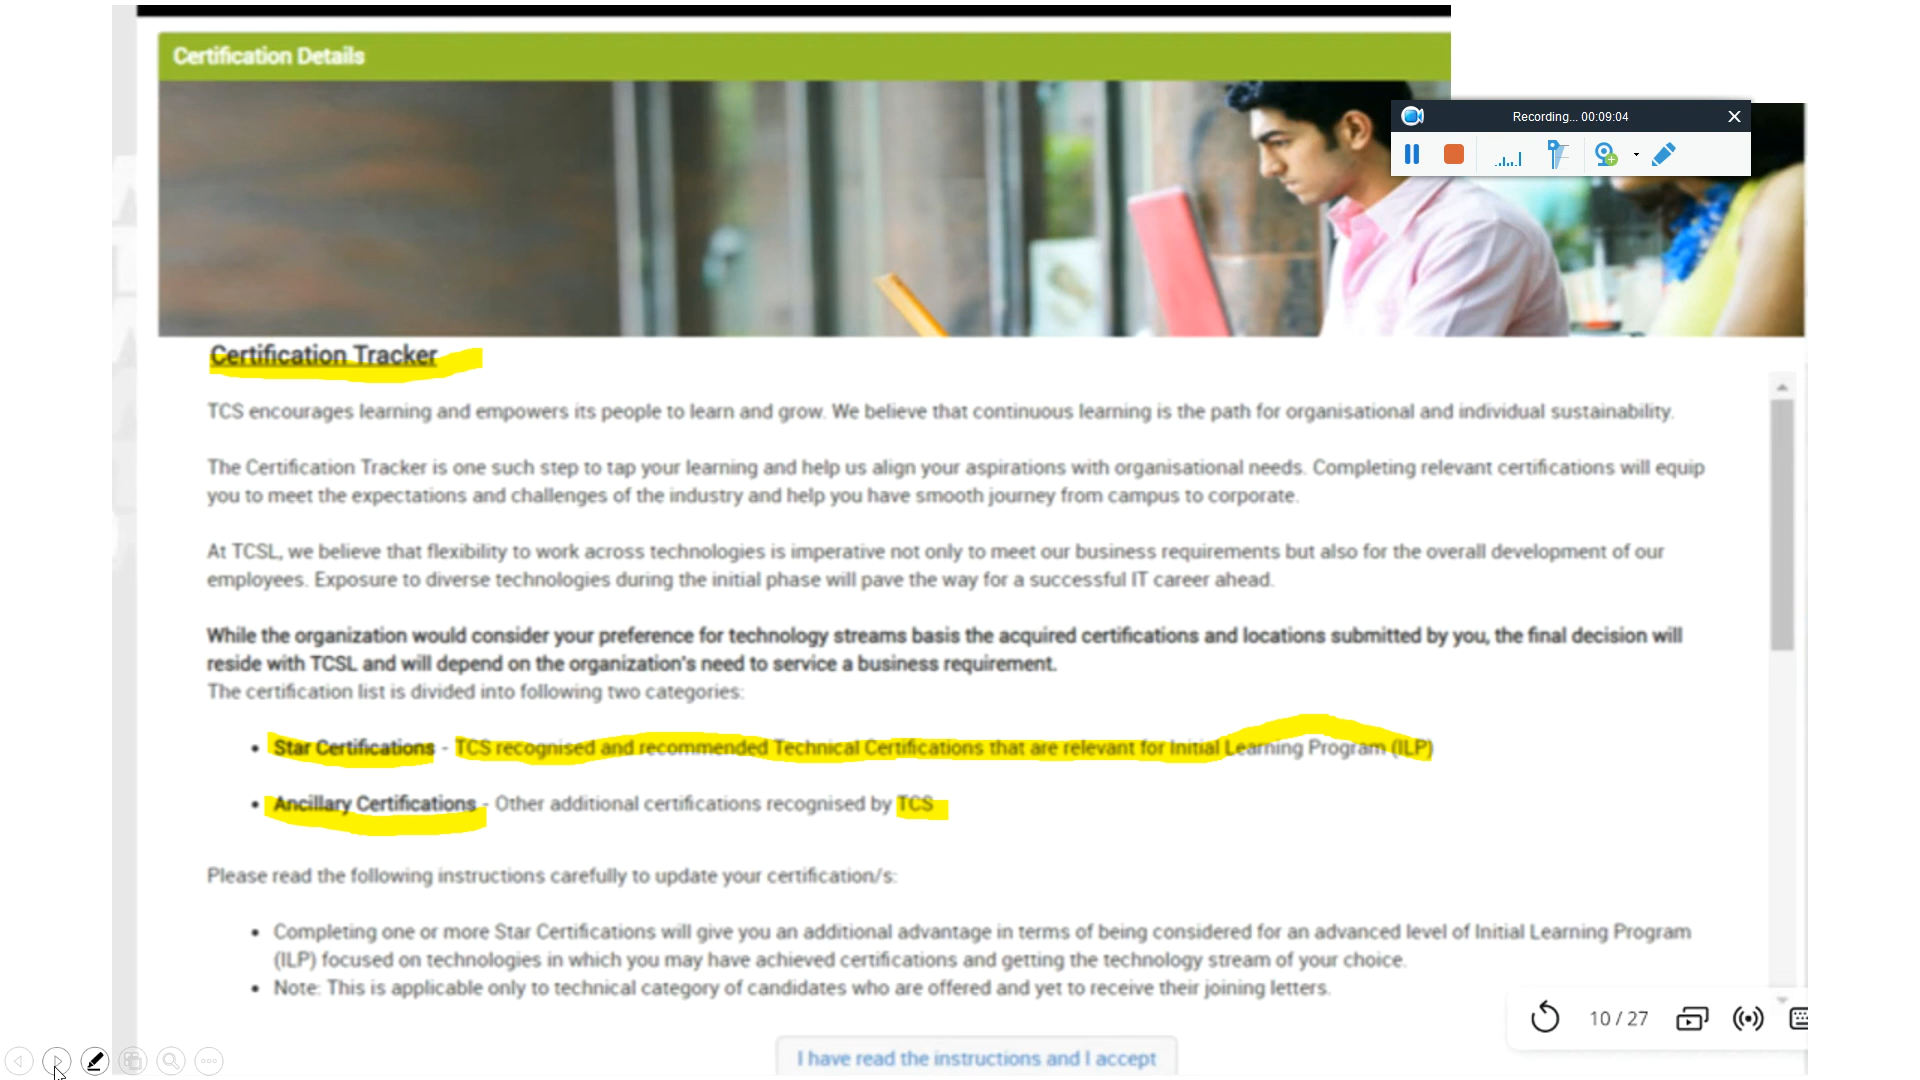 Certification Details
Recording... 00:09:04
Certification Tracker
TCS encourages learning and empowers its people to learn and grow. We believe that continuous learning is the path for organisational and individual sustainability.
The Certification Tracker is one such step to tap your learning and help us align your aspirations with organisational needs. Completing relevant certifications will equip
you to meet the expectations and challenges of the industry and help you have smooth journey from campus to corporate.
At TCSL, we believe that flexibility to work across technologies is imperative not only to meet our business requirements but also for the overall development of our
employees. Exposure to diverse technologies during the initial phase will pave the way for a successful IT career ahead.
While the organization would consider your preference for technology streams basis the acquired certifications and locations submitted by you, the final decision will
reside with TCSL and will depend on the organization's need to service a business requirement.
The certification list is divided into following two categories:
• Star Certifications - TCS recognised and recommended Technical Certifications that are relevant for Initial Learning Program (ILP)
• Ancillary Certifications - Other additional certifications recognised by TCS
Please read the following instructions carefully to update your certification/s:
• Completing one or more Star Certifications will give you an additional advantage in terms of being considered for an advanced level of Initial Learning Program
(ILP) focused on technologies in which you may have achieved certifications and getting the technology stream of your choice.
• Note: This is applicable only to technical category of candidates who are offered and yet to receive their joining letters.
10 / 27
I have read the instructions and I accept